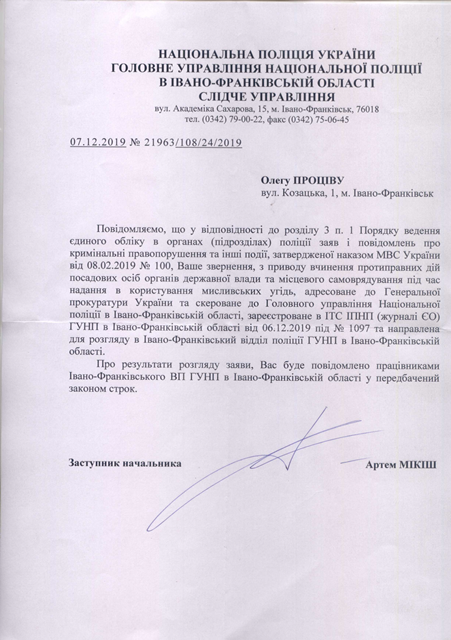 НАЦІОНАЛЬНА ПОЛІЦІЯ УКРАЇНИ
ГОЛОВНЕ УПРАВЛІННЯ НАЦІОНАЛЬНОЇ ПОЛІЦІЇ
В ІВАНО-ФРАНКІВСЬКІЙ ОБЛАСТІ
СЛІДЧЕ УПРАВЛІННЯ
вул. Академіка Сахарова, 15, м. Івано-Франківськ, 76018
тел. (0342) 79-00-22, факс (0342) 75-06-45
07.12.2019 № 21963/108/24/2019
Олегу ПРОЦІВУ
вул. Козацька, 1, м. Івано-Франківськ
Повідомляємо, що у відповідності до розділу 3 п. 1 Порядку ведення
єдиного обліку в органах (підрозділах) поліції заяв і повідомлень про
кримінальні правопорушення та інші події, затвердженої наказом МВС України
від 08.02.2019 № 100, Ваше звернення, з приводу вчинення протиправних дій
посадових осіб органів державної влади та місцевого самоврядування під час
надання в користування мисливських угідь, адресоване до Генеральної
прокуратури України та скероване до Головного управління Національної
поліції в Івано-Франківській області, зареєстроване в ІТС ІПНП (журналі ЄО)
ГУНП в Івано-Франківській області від 06.12.2019 під № 1097 та направлена
для розгляду в Івано-Франківський відділ поліції ГУНП в Івано-Франківській
області.
Про результати розгляду заяви, Вас буде повідомлено працівниками
Івано-Франківського ВП ГУНП в Івано-Франківській області у передбачений
законом строк.
Заступник начальника Артем МІКІШ